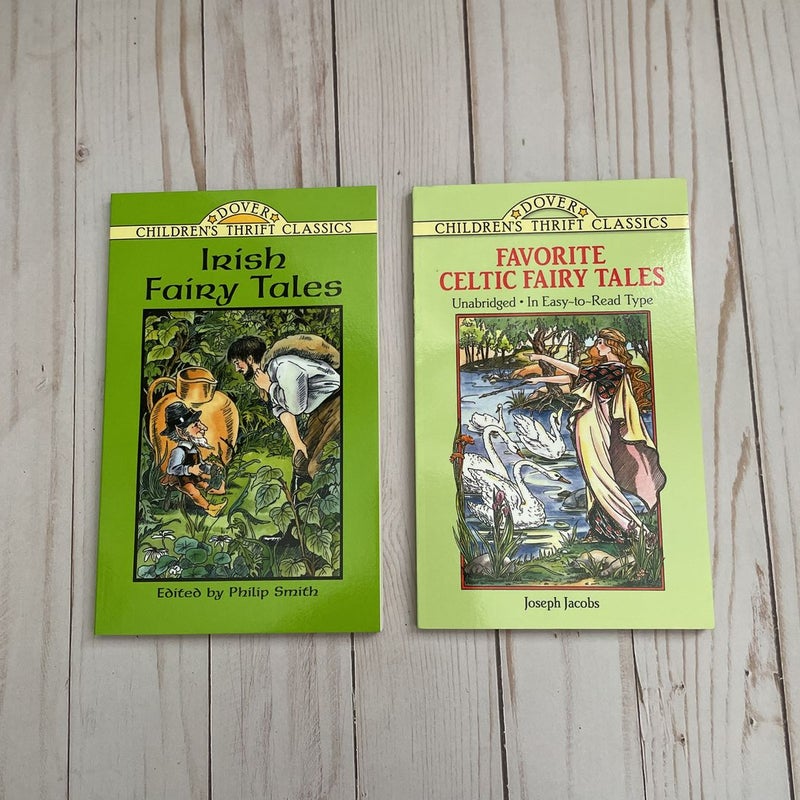 DOVER
CHILDREN'S THRIFT CLASSICS
Irish
Fairy Tales
Edited by Philip Smith
DOVER
CHILDREN'S THRIFT CLASSICS
FAVORITE
CELTIC FAIRY TALES
Unabridged • In Easy-to-Read Type
Joseph Jacobs